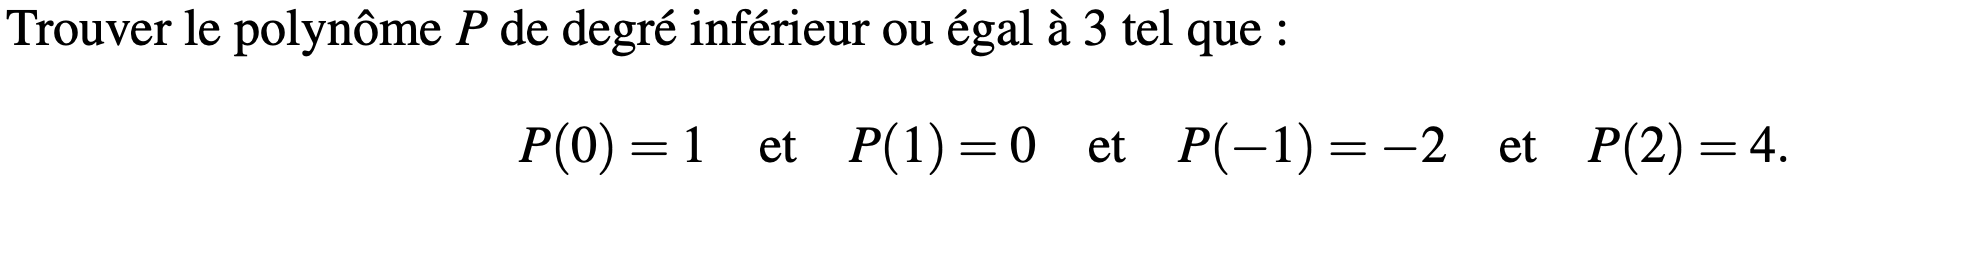 Trouver le polynôme P de degré inférieur ou égal à 3 tel que :
P(0) = 1 et P(1) = 0 et P(−1) = −2 et P(2) = 4.